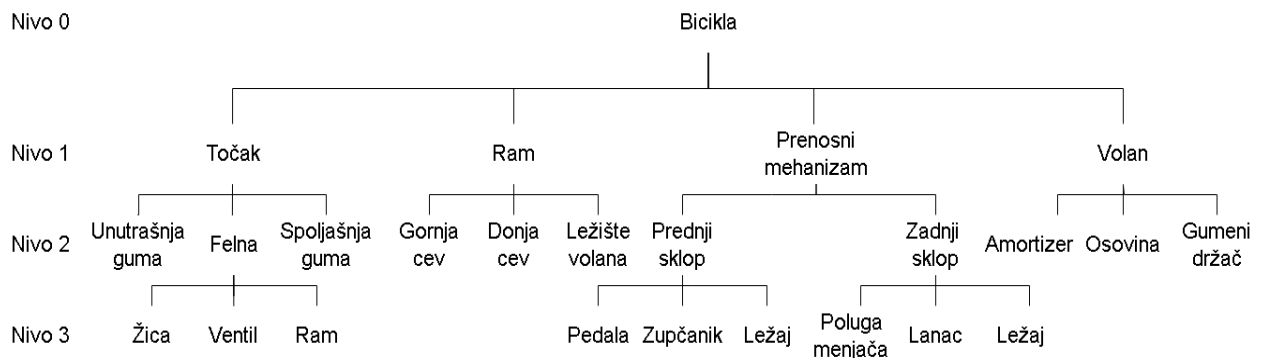 Nivo 0
Bicikla
Nivo 1
Točak
Ram
Prenosni
mehanizam
Volan
Nivo 2
Unutrašnja
guma
Felna
Spoljašnja
guma
Gornja
cev
Donja
cev
Ležište
volana
Prednji
sklop
Zadnji
sklop
Amortizer
Osovina
Gumeni
držač
Nivo 3
Žica
Ventil
Ram
Pedala
Zupčanik
Ležaj
Poluga
menjača
Lanac
Ležaj